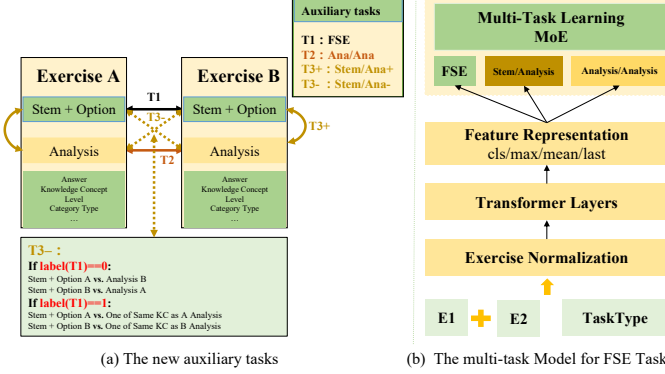 Auxiliary tasks
T1 : FSE
T2 : Ana/Ana
T3+ : Stem/Ana+
T3- : Stem/Ana-
Exercise A
Exercise B
Stem + Option
T1
Stem + Option
T3-
T3+
Analysis
Analysis
T2
Answer
Knowledge Concept
Level
Category Type
...
Answer
Knowledge Concept
Level
Category Type
...
T3− :
If label(T1)==0:
Stem + Option A vs. Analysis B
Stem + Option B vs. Analysis A
If label(T1)==1:
Stem + Option A vs. One of Same KC as A Analysis
Stem + Option B vs. One of Same KC as B Analysis
(a) The new auxiliary tasks
Multi-Task Learning
MoE
FSE
Stem/Analysis
Analysis/Analysis
Feature Representation
cls/max/mean/last
Transformer Layers
Exercise Normalization
E1
E2
TaskType
(b) The multi-task Model for FSE Task